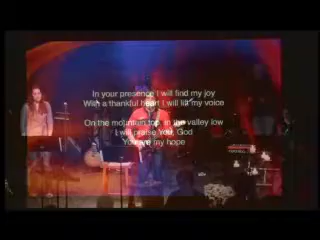 In your presence I will find my joy
With a thankful heart I will lift my voice
On the mountain top, in the valley low
I will praise You, God
You are my hope